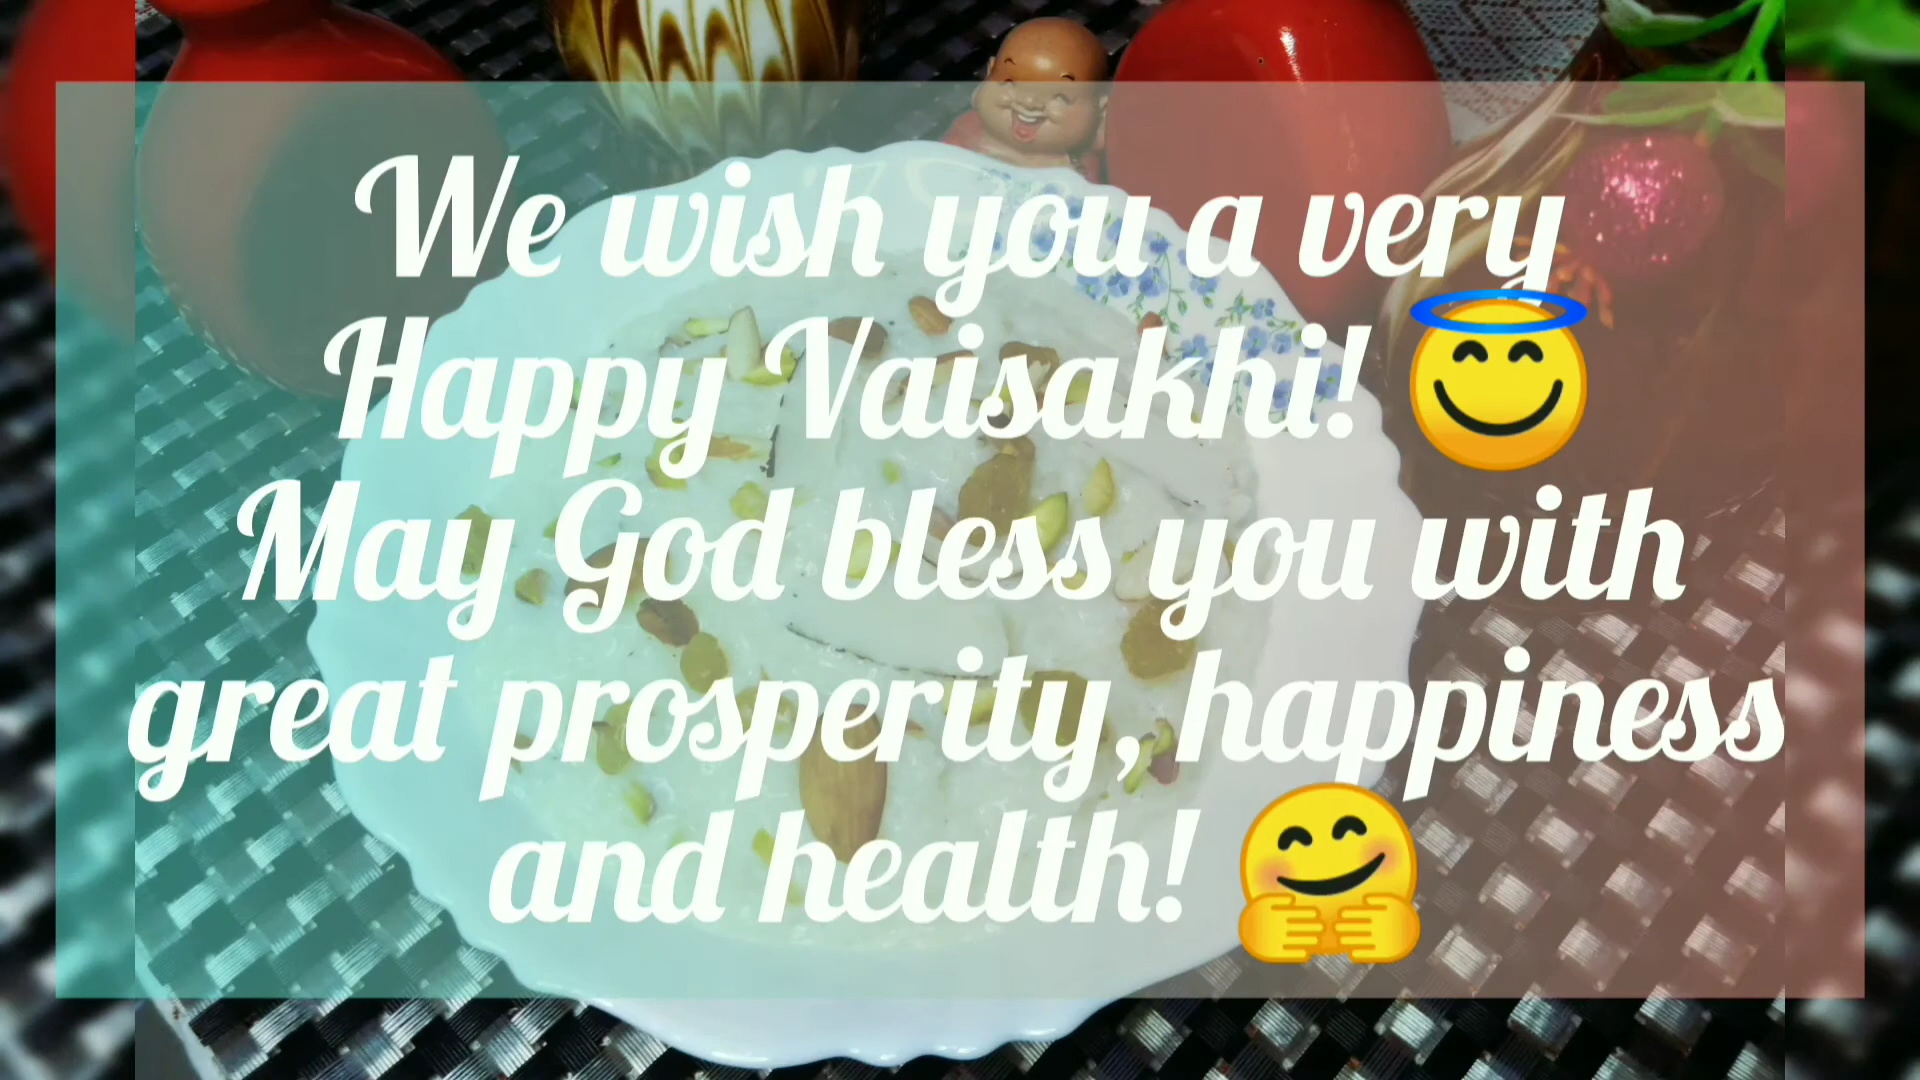 We wish you a very
Happy Vaisakhi! 😇
May God bless you with
great prosperity, happiness
and health! 🤗